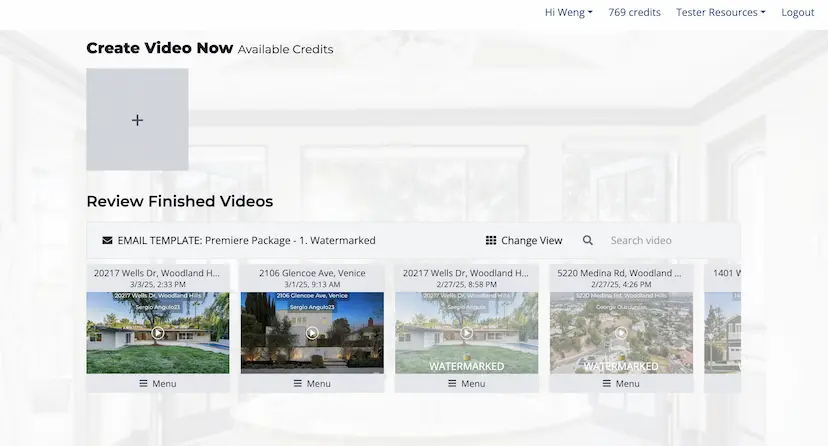 Hi Weng 769 credits Tester Resources Logout
Create Video Now Available Credits
+
Review Finished Videos
EMAIL TEMPLATE: Premiere Package - 1. Watermarked Change View Search video
20217 Wells Dr, Woodland H... 2106 Glencoe Ave, Venice 20217 Wells Dr, Woodland H... 5220 Medina Rd, Woodland ... 1401 W
3/3/25, 2:33 PM 3/1/25, 9:13 AM 2/27/25, 8:58 PM 2/27/25, 4:26 PM
20217 Wells Dr, Woodland Hills 2106 Glencoe Ave, Venice 20217 Wells Dr, Woodland Hills 5220 Medina Rd, Woodland Hills
Sergio Angulo23 Sergio Angulo23 Sergio Angulo
WATERMARKED WATERMARKED
Menu Menu Menu Menu